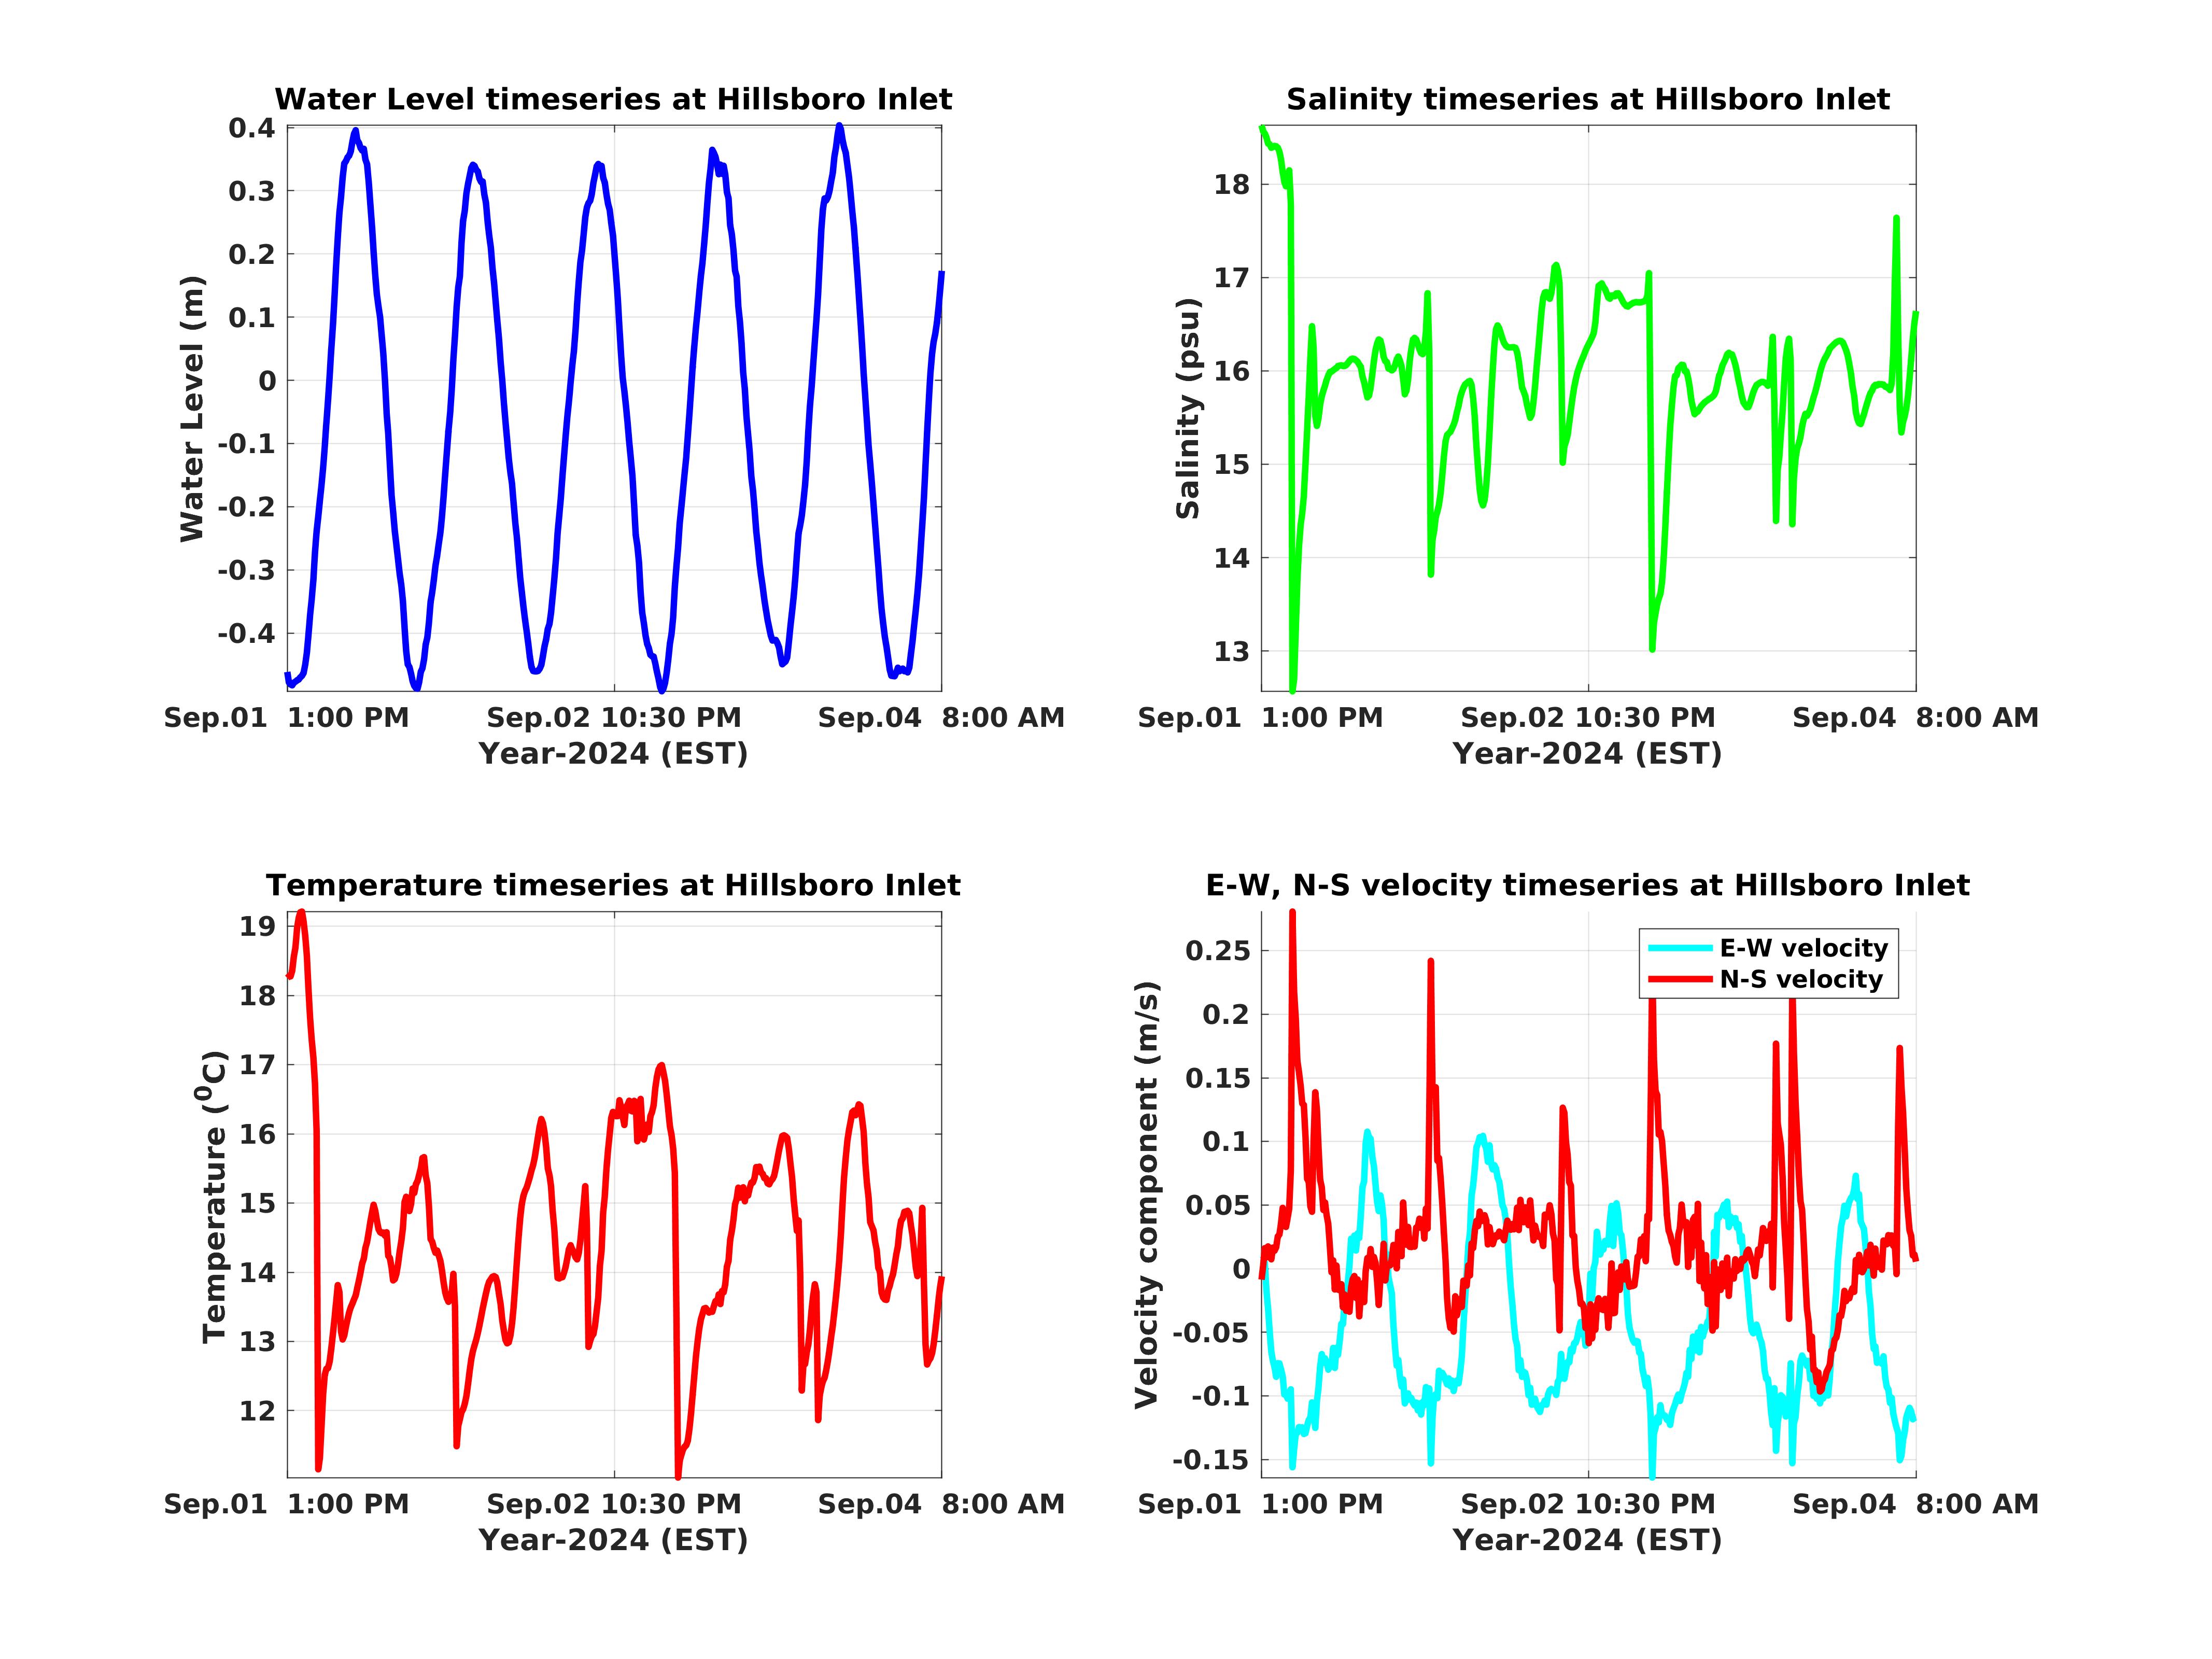 Water Level timeseries at Hillsboro Inlet
0.4
0.3
0.2
0.1
0
-0.1
-0.2
-0.3
-0.4
Water Level (m)
Sep.01 1:00 PM Sep.02 10:30 PM Sep.04 8:00 AM
Year-2024 (EST)
Salinity timeseries at Hillsboro Inlet
18
17
16
15
14
13
Salinity (psu)
Sep.01 1:00 PM Sep.02 10:30 PM Sep.04 8:00 AM
Year-2024 (EST)
Temperature timeseries at Hillsboro Inlet
19
18
17
16
15
14
13
12
Temperature (⁰C)
Sep.01 1:00 PM Sep.02 10:30 PM Sep.04 8:00 AM
Year-2024 (EST)
E-W, N-S velocity timeseries at Hillsboro Inlet
E-W velocity
N-S velocity
0.25
0.2
0.15
0.1
0.05
0
-0.05
-0.1
-0.15
Velocity component (m/s)
Sep.01 1:00 PM Sep.02 10:30 PM Sep.04 8:00 AM
Year-2024 (EST)